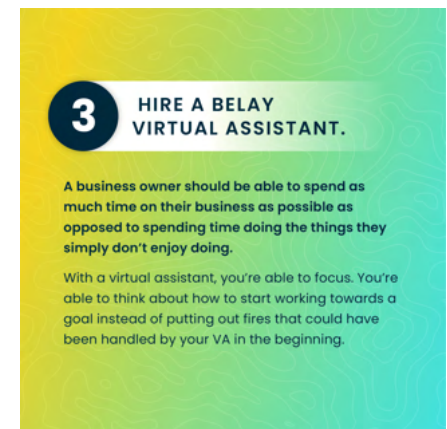 3
HIRE A BELAY
VIRTUAL ASSISTANT.
A business owner should be able to spend as
much time on their business as possible as
opposed to spending time doing the things they
simply don't enjoy doing.
With a virtual assistant, you're able to focus. You're
able to think about how to start working towards a
goal instead of putting out fires that could have
been handled by your VA in the beginning.